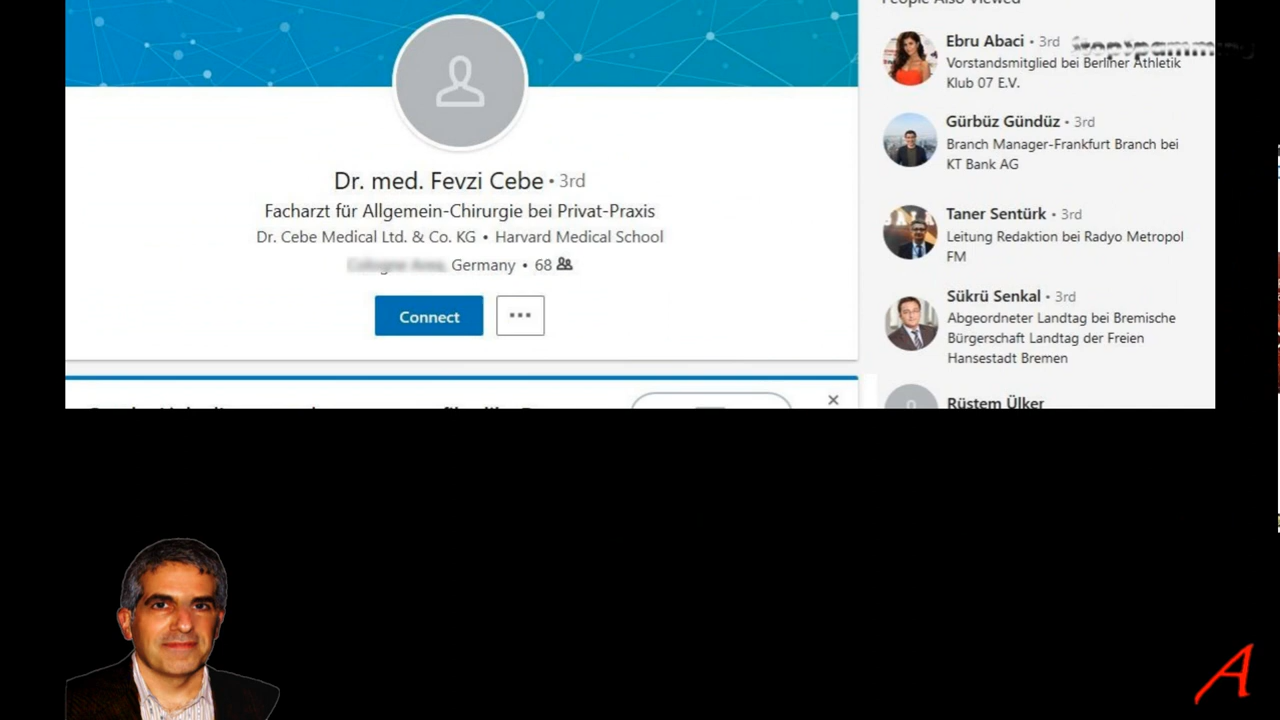 People Also Viewed
Ebru Abaci • 3rd
StopSpamming
Vorstandsmitglied bei Berliner Athletik
Klub 07 E.V.
Gürbüz Gündüz • 3rd
Branch Manager-Frankfurt Branch bei
KT Bank AG
Taner Sentürk • 3rd
Leitung Redaktion bei Radyo Metropol
FM
Sükrü Senkal • 3rd
Abgeordneter Landtag bei Bremische
Bürgerschaft Landtag der Freien
Hansestadt Bremen
Rüstem Ülker
Dr. med. Fevzi Cebe • 3rd
Facharzt für Allgemein-Chirurgie bei Privat-Praxis
Dr. Cebe Medical Ltd. & Co. KG • Harvard Medical School
Germany • 68
Connect
A